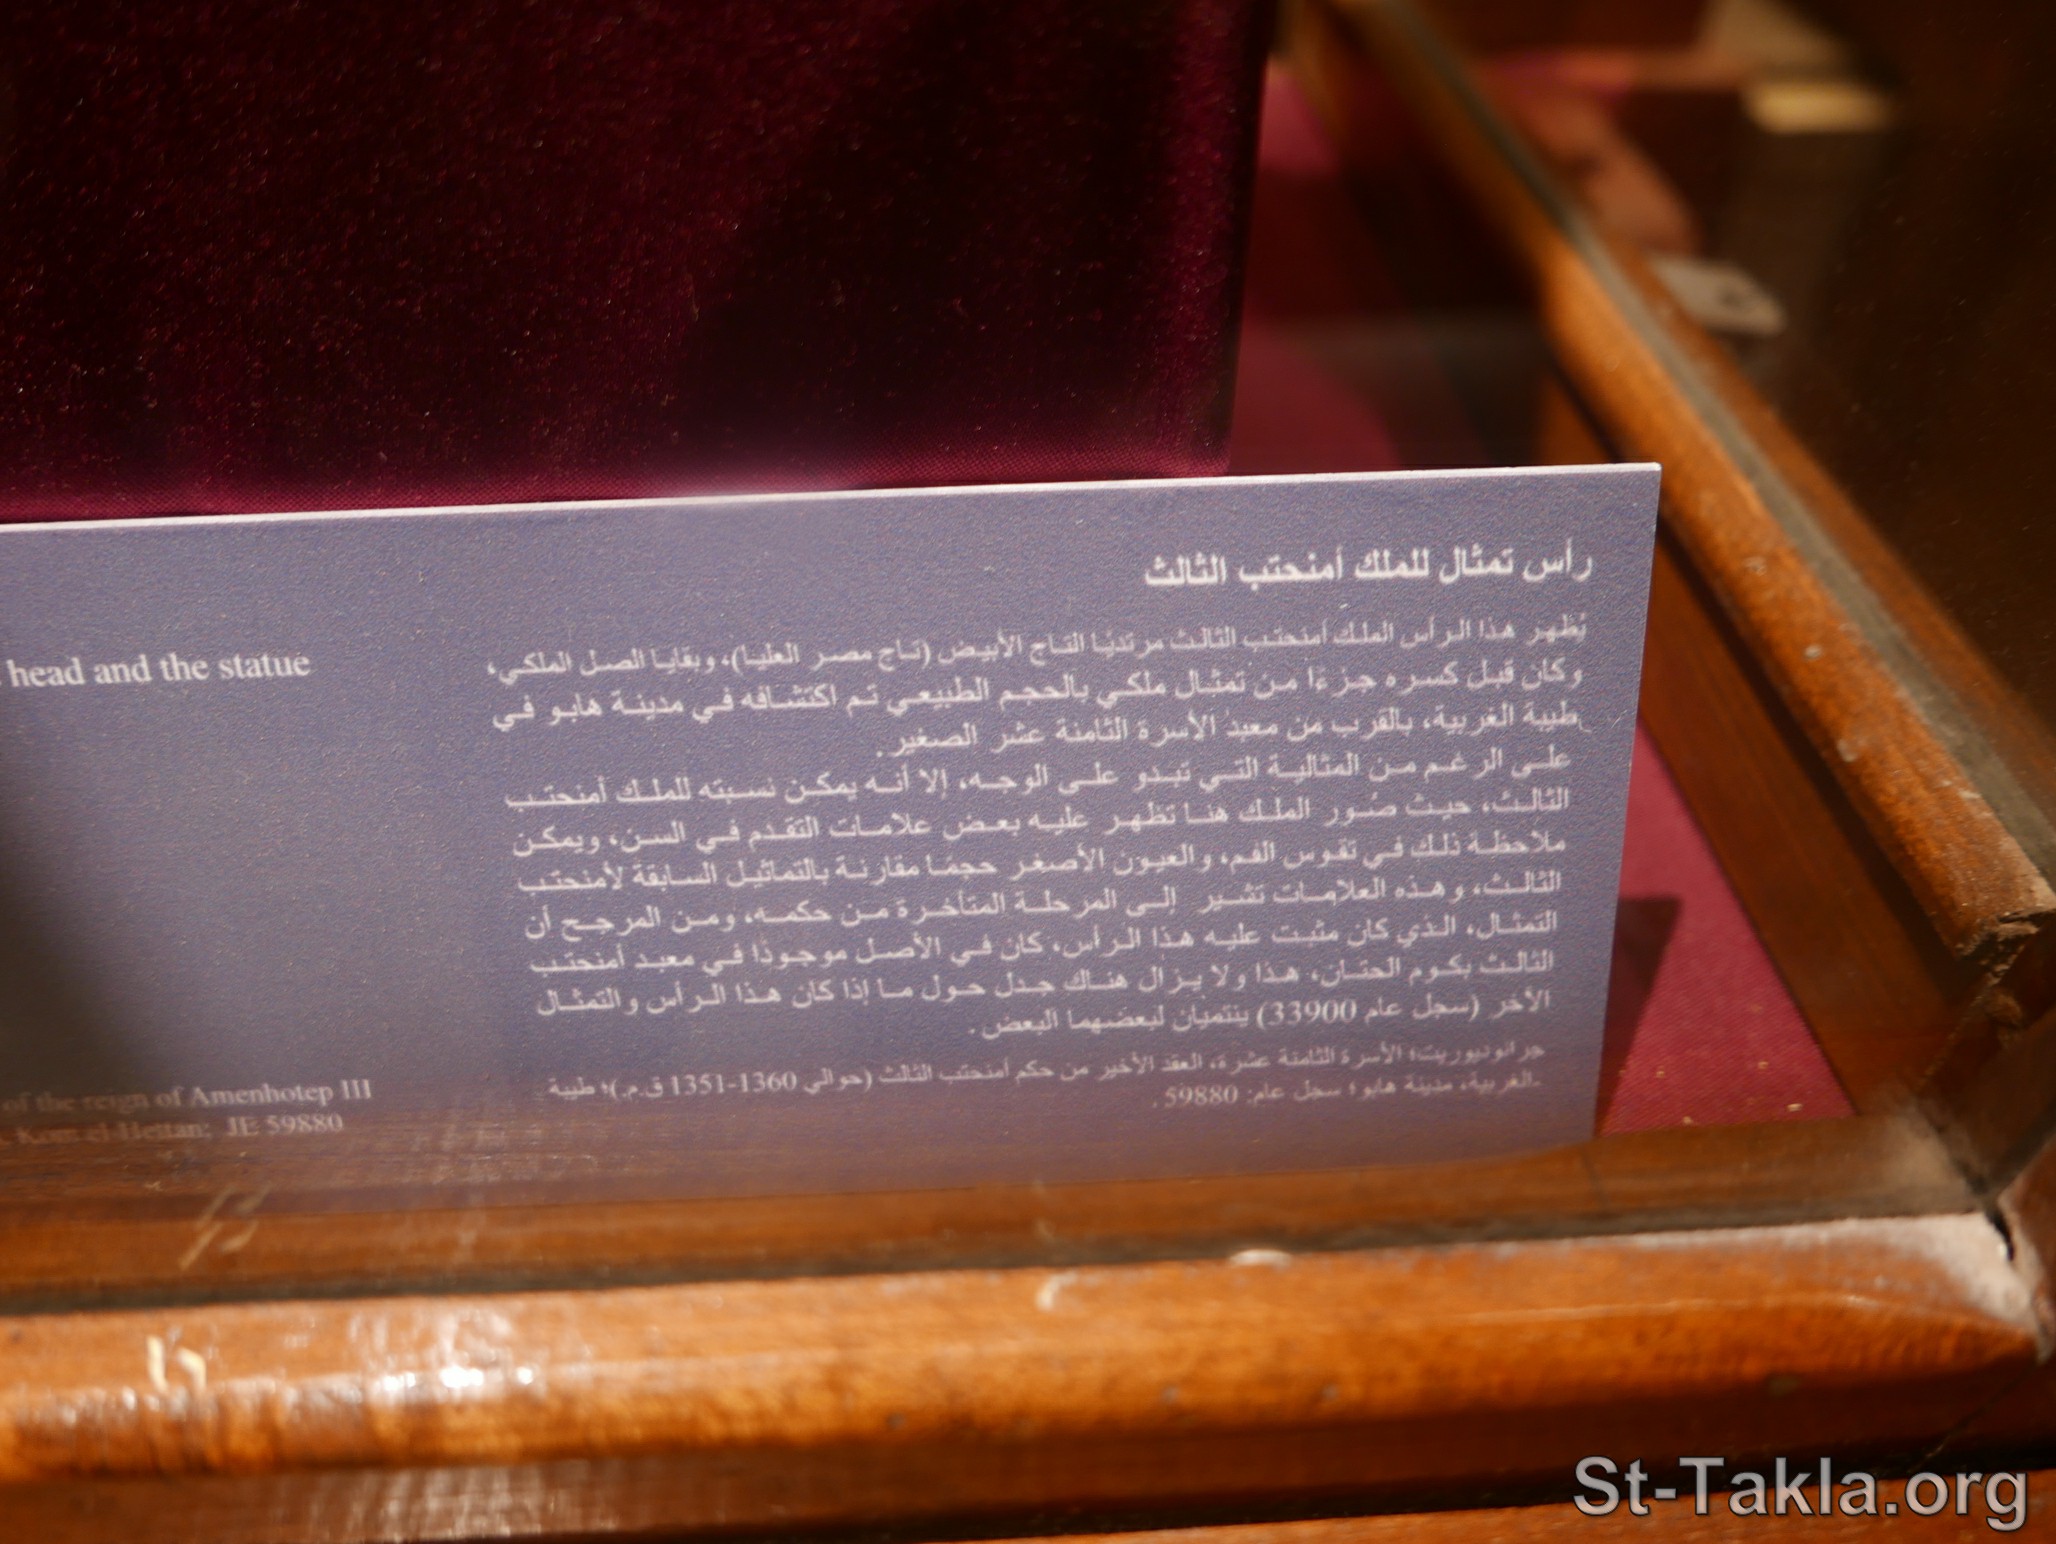 رأس تمثال للملك أمنحتب الثالث
يُظهر هذا الرأس الملك أمنحتب الثالث مرتديًا التاج الأبيض (تاج مصر العليا)، وبقايا الصل الملكي،
وكان قبل كسره جزءًا من تمثال ملكي بالحجم الطبيعي تم اكتشافه في مدينة هابو في
طيبة الغربية، بالقرب من معبد الأسرة الثامنة عشر الصغير.
على الرغم من المثالية التي تبدو على الوجه، إلا أنه يمكن نسبته للملك أمنحتب
الثالث، حيث صُور الملك هنا تظهر عليه بعض علامات التقدم في السن، ويمكن
ملاحظة ذلك في تقوس الفم، والعيون الأصغر حجمًا مقارنة بالتماثيل السابقة لأمنحتب
الثالث، وهذه العلامات تشير إلى المرحلة المتأخرة من حكمه، ومن المرجح أن
التمثال، الذي كان مثبت عليه هذا الرأس، كان في الأصل موجودًا في معبد أمنحتب
الثالث بكوم الحتان، هذا ولا يزال هناك جدل حول ما إذا كان هذا الرأس والتمثال
الأخر (سجل عام 33900) ينتميان لبعضهما البعض.
جرانوديوريت؛ الأسرة الثامنة عشرة، العقد الأخير من حكم أمنحتب الثالث (حوالي 1360-1351 ق.م.)؛ طيبة
الغربية، مدينة هابو؛ سجل عام: 59880.
head and the statue
of the reign of Amenhotep III
Kom el-Hettan; JE 59880
St-Takla.org